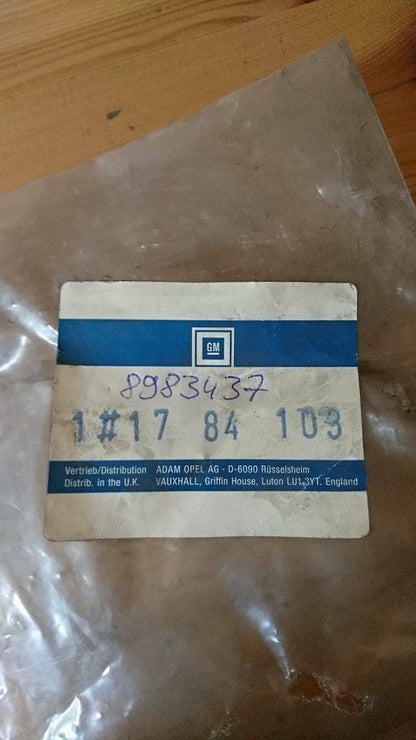 GM
8983437
1#17 84 103
Vertrieb/Distribution ADAM OPEL AG · D-6090 Rüsselsheim
Distrib. in the U.K. VAUXHALL, Griffin House, Luton LU1 3YT. England